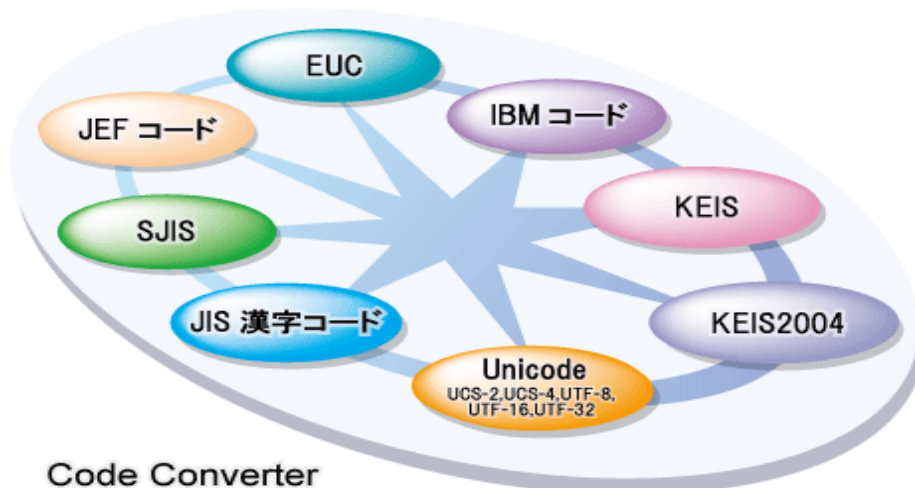 EUC
IBM コード
JEF コード
KEIS
SJIS
KEIS2004
JIS 漢字コード
Unicode
UCS-2,UCS-4,UTF-8,
UTF-16,UTF-32
Code Converter